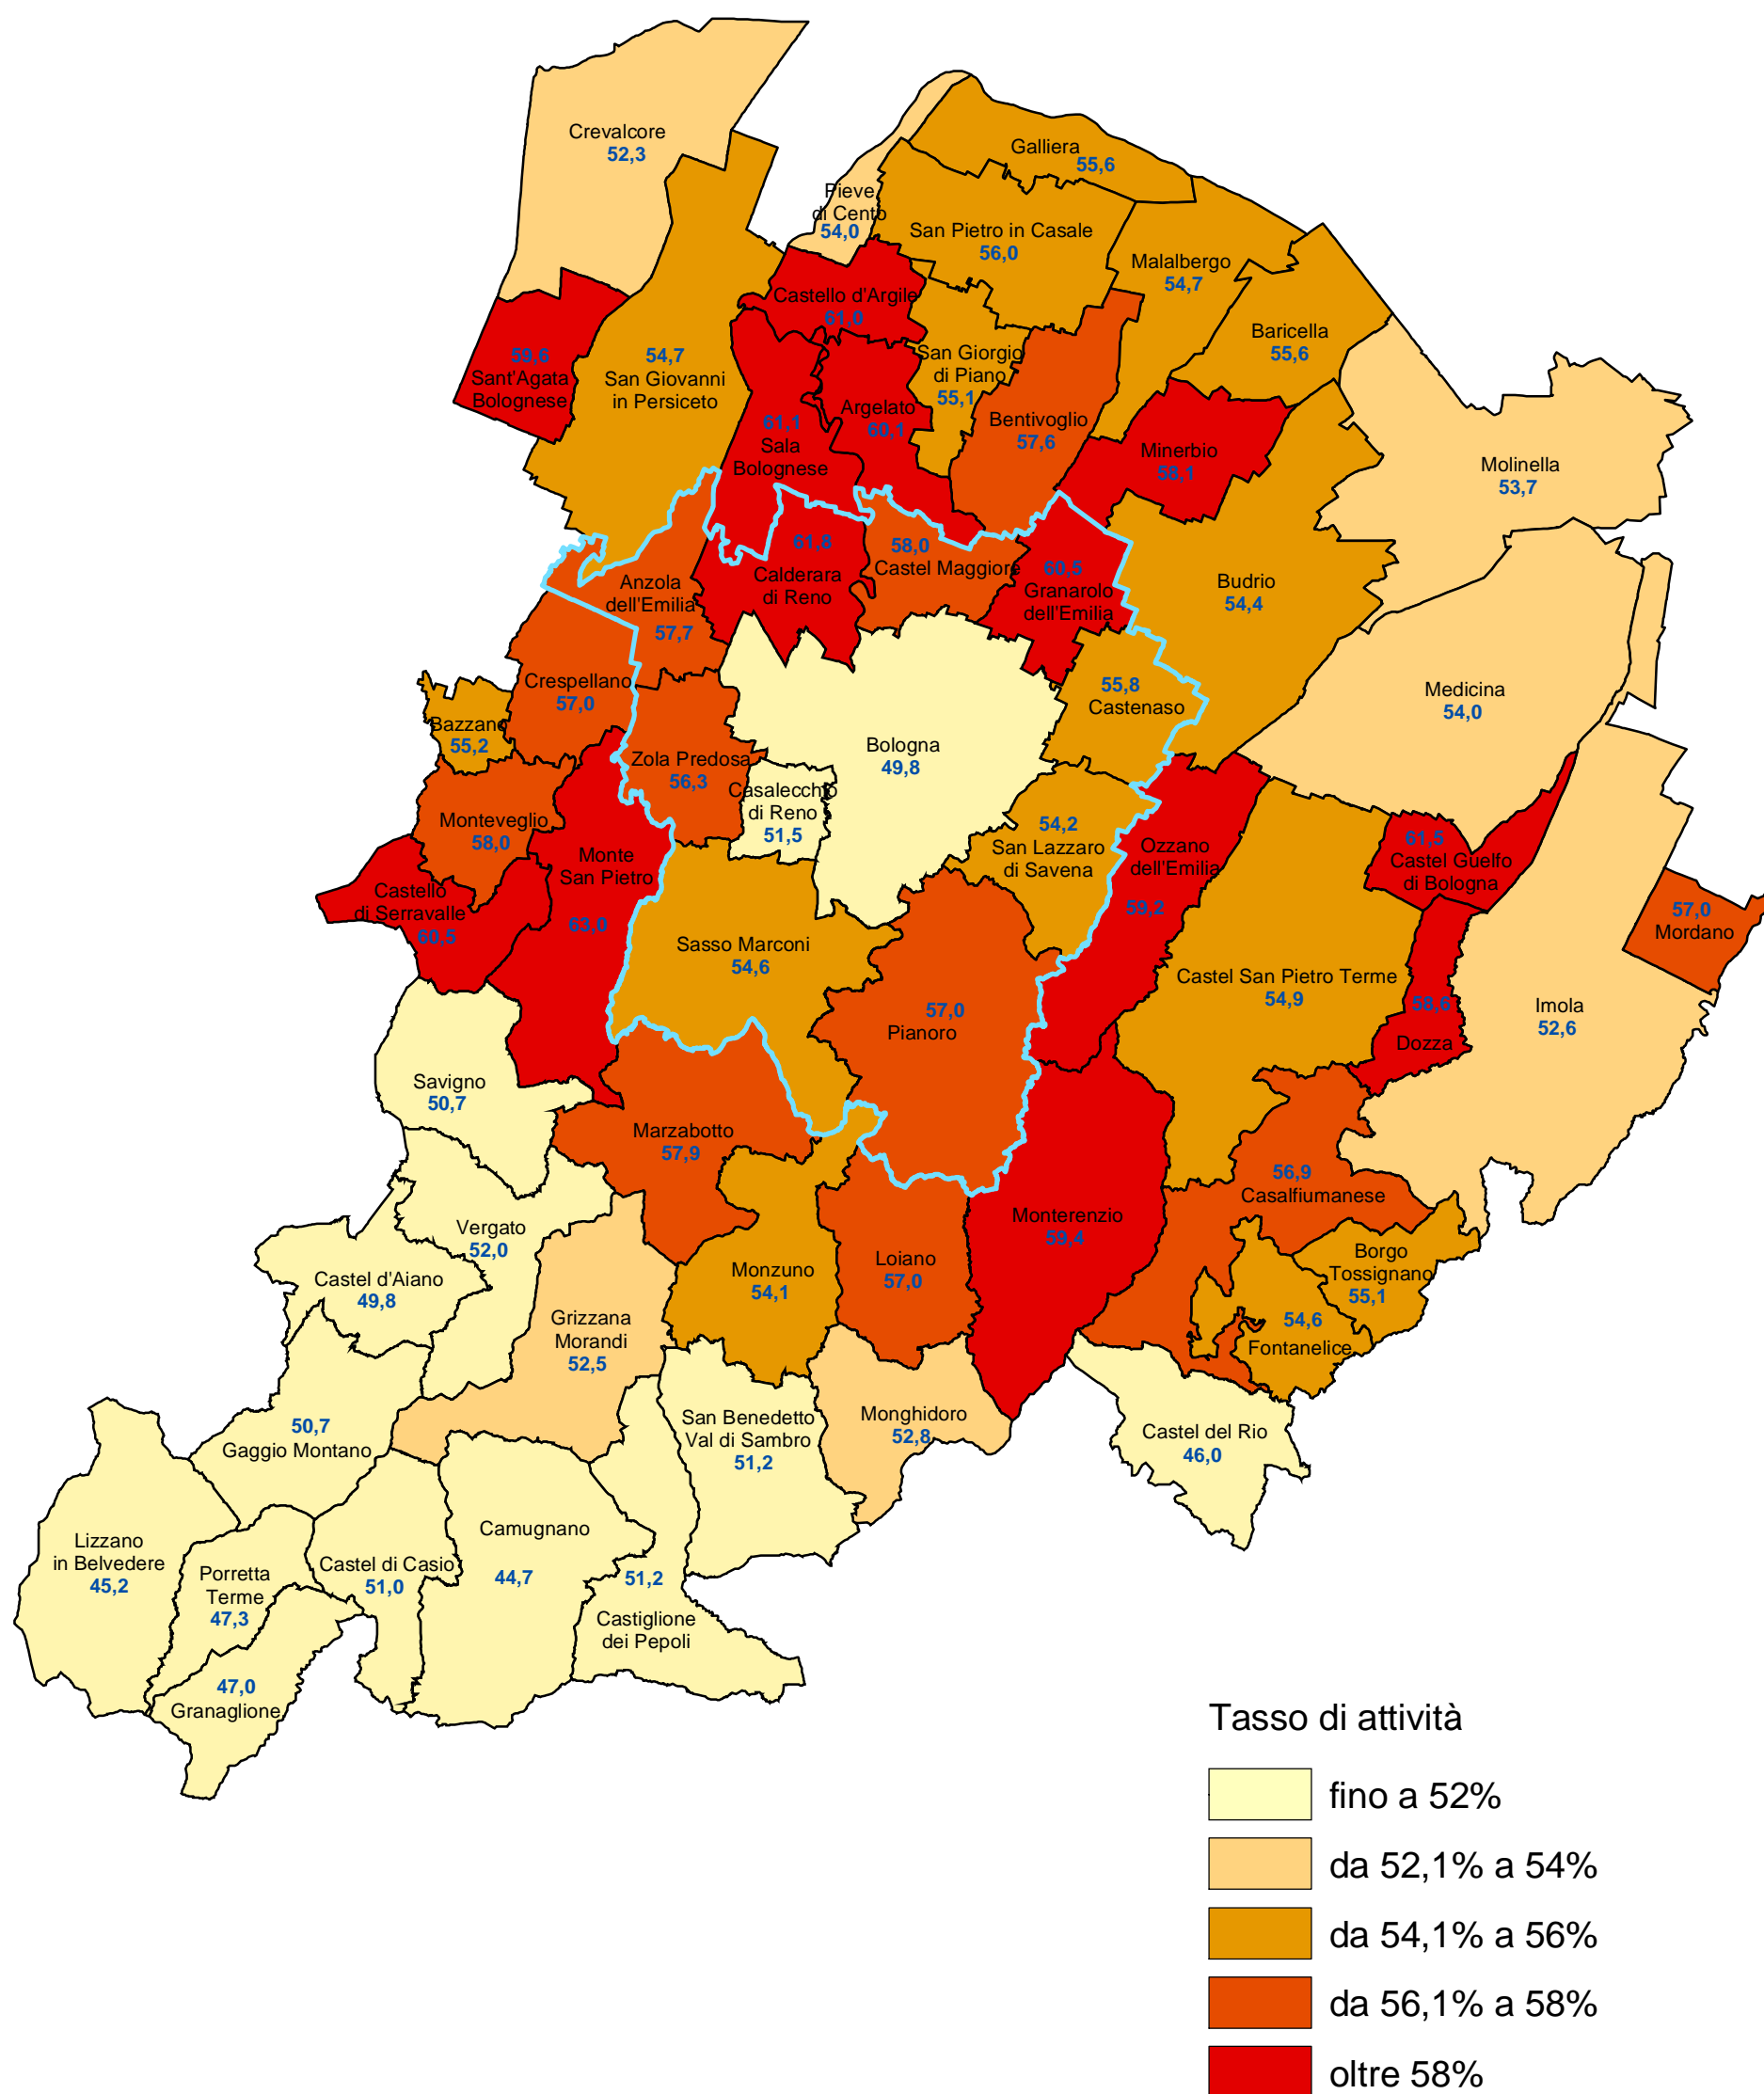 Crevalcore
52,3
Galliera
55,6
Pieve
di Cento
54,0
San Pietro in Casale
56,0
Malalbergo
54,7
Castello d'Argile
61,0
Baricella
55,6
59,6
Sant'Agata
Bolognese
54,7
San Giovanni
in Persiceto
San Giorgio
di Piano
55,1
61,1
Sala
Bolognese
Argelato
60,1
Bentivoglio
57,6
Minerbio
58,1
Molinella
53,7
61,8
Calderara
di Reno
58,0
Castel Maggiore
60,5
Granarolo
dell'Emilia
Budrio
54,4
Anzola
dell'Emilia
57,7
Crespellano
57,0
55,8
Castenaso
Medicina
54,0
Bazzano
55,2
Zola Predosa
56,3
Bologna
49,8
Casalecchio
di Reno
51,5
Monteveglio
58,0
54,2
San Lazzaro
di Savena
Ozzano
dell'Emilia
59,2
61,5
Castel Guelfo
di Bologna
Monte
San Pietro
63,0
Castello
di Serravalle
60,5
57,0
Mordano
Sasso Marconi
54,6
Castel San Pietro Terme
54,9
58,6
Dozza
Imola
52,6
57,0
Pianoro
Savigno
50,7
Marzabotto
57,9
56,9
Casalfiumanese
Vergato
52,0
Monterenzio
59,4
Castel d'Aiano
49,8
Monzuno
54,1
Loiano
57,0
Borgo
Tossignano
55,1
Grizzana
Morandi
52,5
54,6
Fontanelice
50,7
Gaggio Montano
San Benedetto
Val di Sambro
51,2
Monghidoro
52,8
Castel del Rio
46,0
Lizzano
in Belvedere
45,2
Porretta
Terme
47,3
Castel di Casio
51,0
Camugnano
44,7
51,2
Castiglione
dei Pepoli
47,0
Granaglione
Tasso di attività
fino a 52%
da 52,1% a 54%
da 54,1% a 56%
da 56,1% a 58%
oltre 58%